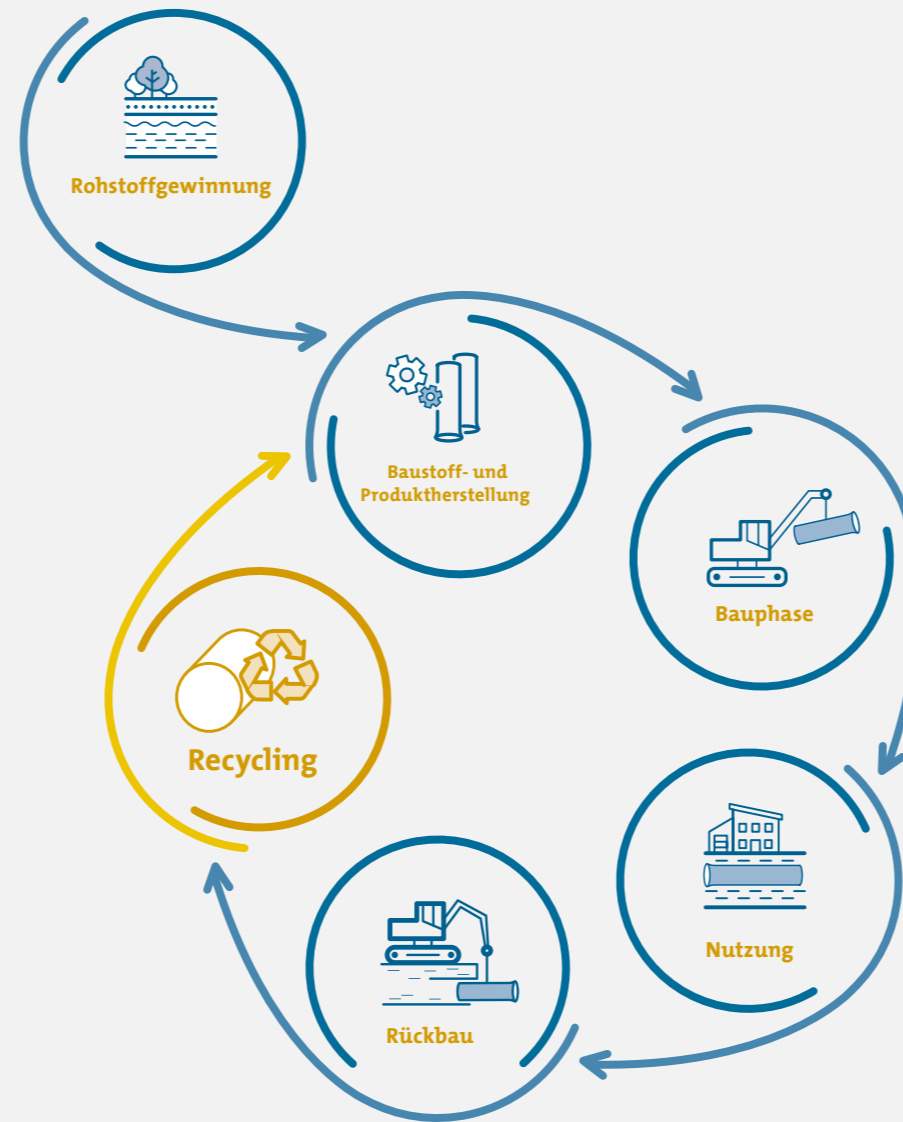 Rohstoffgewinnung
Baustoff- und
Produktherstellung
Bauphase
Nutzung
Rückbau
Recycling